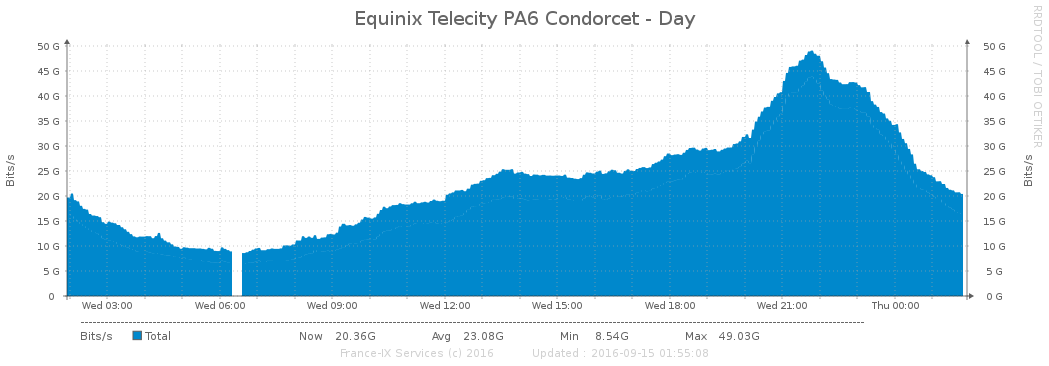 Equinix Telecity PA6 Condorcet - Day
RRDTOOL / TOBI OETIKER
Bits/s
50 G
45 G
40 G
35 G
30 G
25 G
20 G
15 G
10 G
5 G
0
50 G
45 G
40 G
35 G
30 G
25 G
20 G
15 G
10 G
5 G
0 G
Bits/s
Wed 03:00 Wed 06:00 Wed 09:00 Wed 12:00 Wed 15:00 Wed 18:00 Wed 21:00 Thu 00:00
Bits/s Total Now 20.36G Avg 23.08G Min 8.54G Max 49.03G
France-IX Services (c) 2016 Updated : 2016-09-15 01:55:08